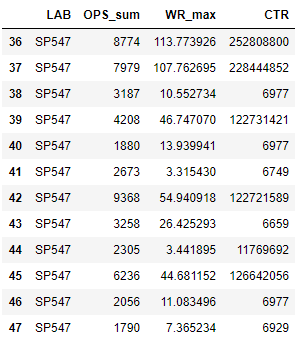 LAB OPS_sum WR_max CTR
36 SP547 8774 113.773926 252808800
37 SP547 7979 107.762695 228444852
38 SP547 3187 10.552734 6977
39 SP547 4208 46.747070 122731421
40 SP547 1880 13.939941 6977
41 SP547 2673 3.315430 6749
42 SP547 9368 54.940918 122721589
43 SP547 3258 26.425293 6659
44 SP547 2305 3.441895 11769692
45 SP547 6236 44.681152 126642056
46 SP547 2056 11.083496 6977
47 SP547 1790 7.365234 6929